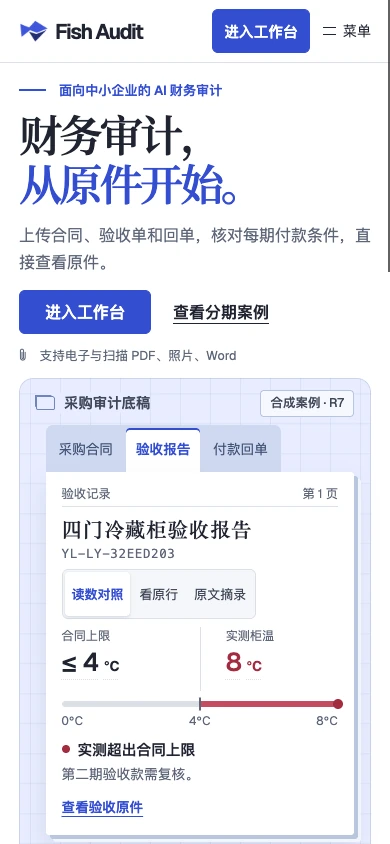 Fish Audit
进入工作台
菜单
面向中小企业的 AI 财务审计
财务审计,
从原件开始。
上传合同、验收单和回单，核对每期付款条件，直
接查看原件。
进入工作台
查看分期案例
支持电子与扫描 PDF、照片、Word
采购审计底稿
合成案例 · R7
采购合同
验收报告
付款回单
验收记录
第 1 页
四门冷藏柜验收报告
YL-LY-32EED203
读数对照
看原行
原文摘录
合同上限
实测柜温
≤ 4 °C
8 °C
0°C
4°C
8°C
实测超出合同上限
第二期验收款需复核。
查看验收原件